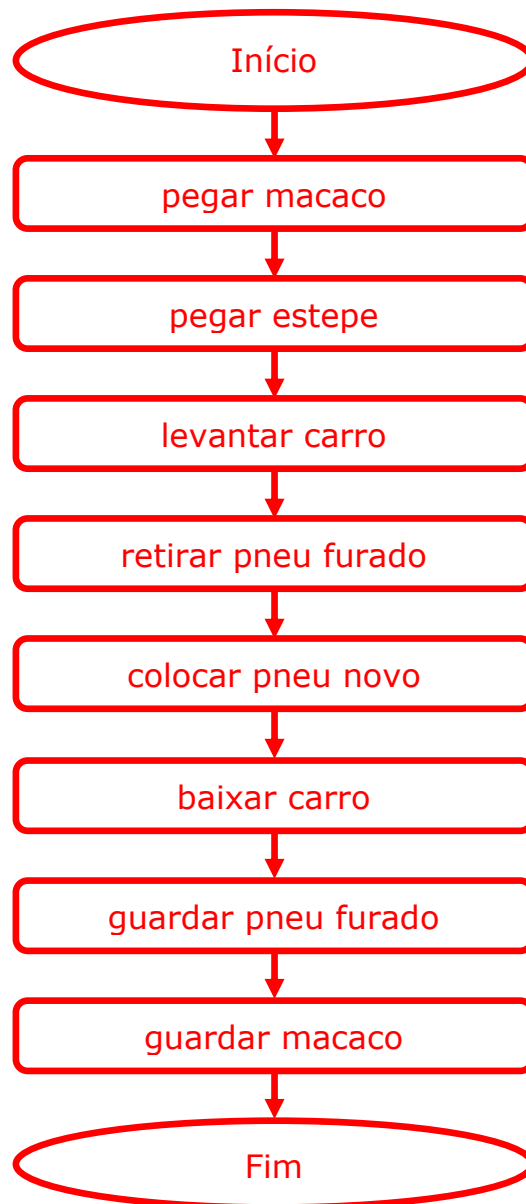 Início
pegar macaco
pegar estepe
levantar carro
retirar pneu furado
colocar pneu novo
baixar carro
guardar pneu furado
guardar macaco
Fim